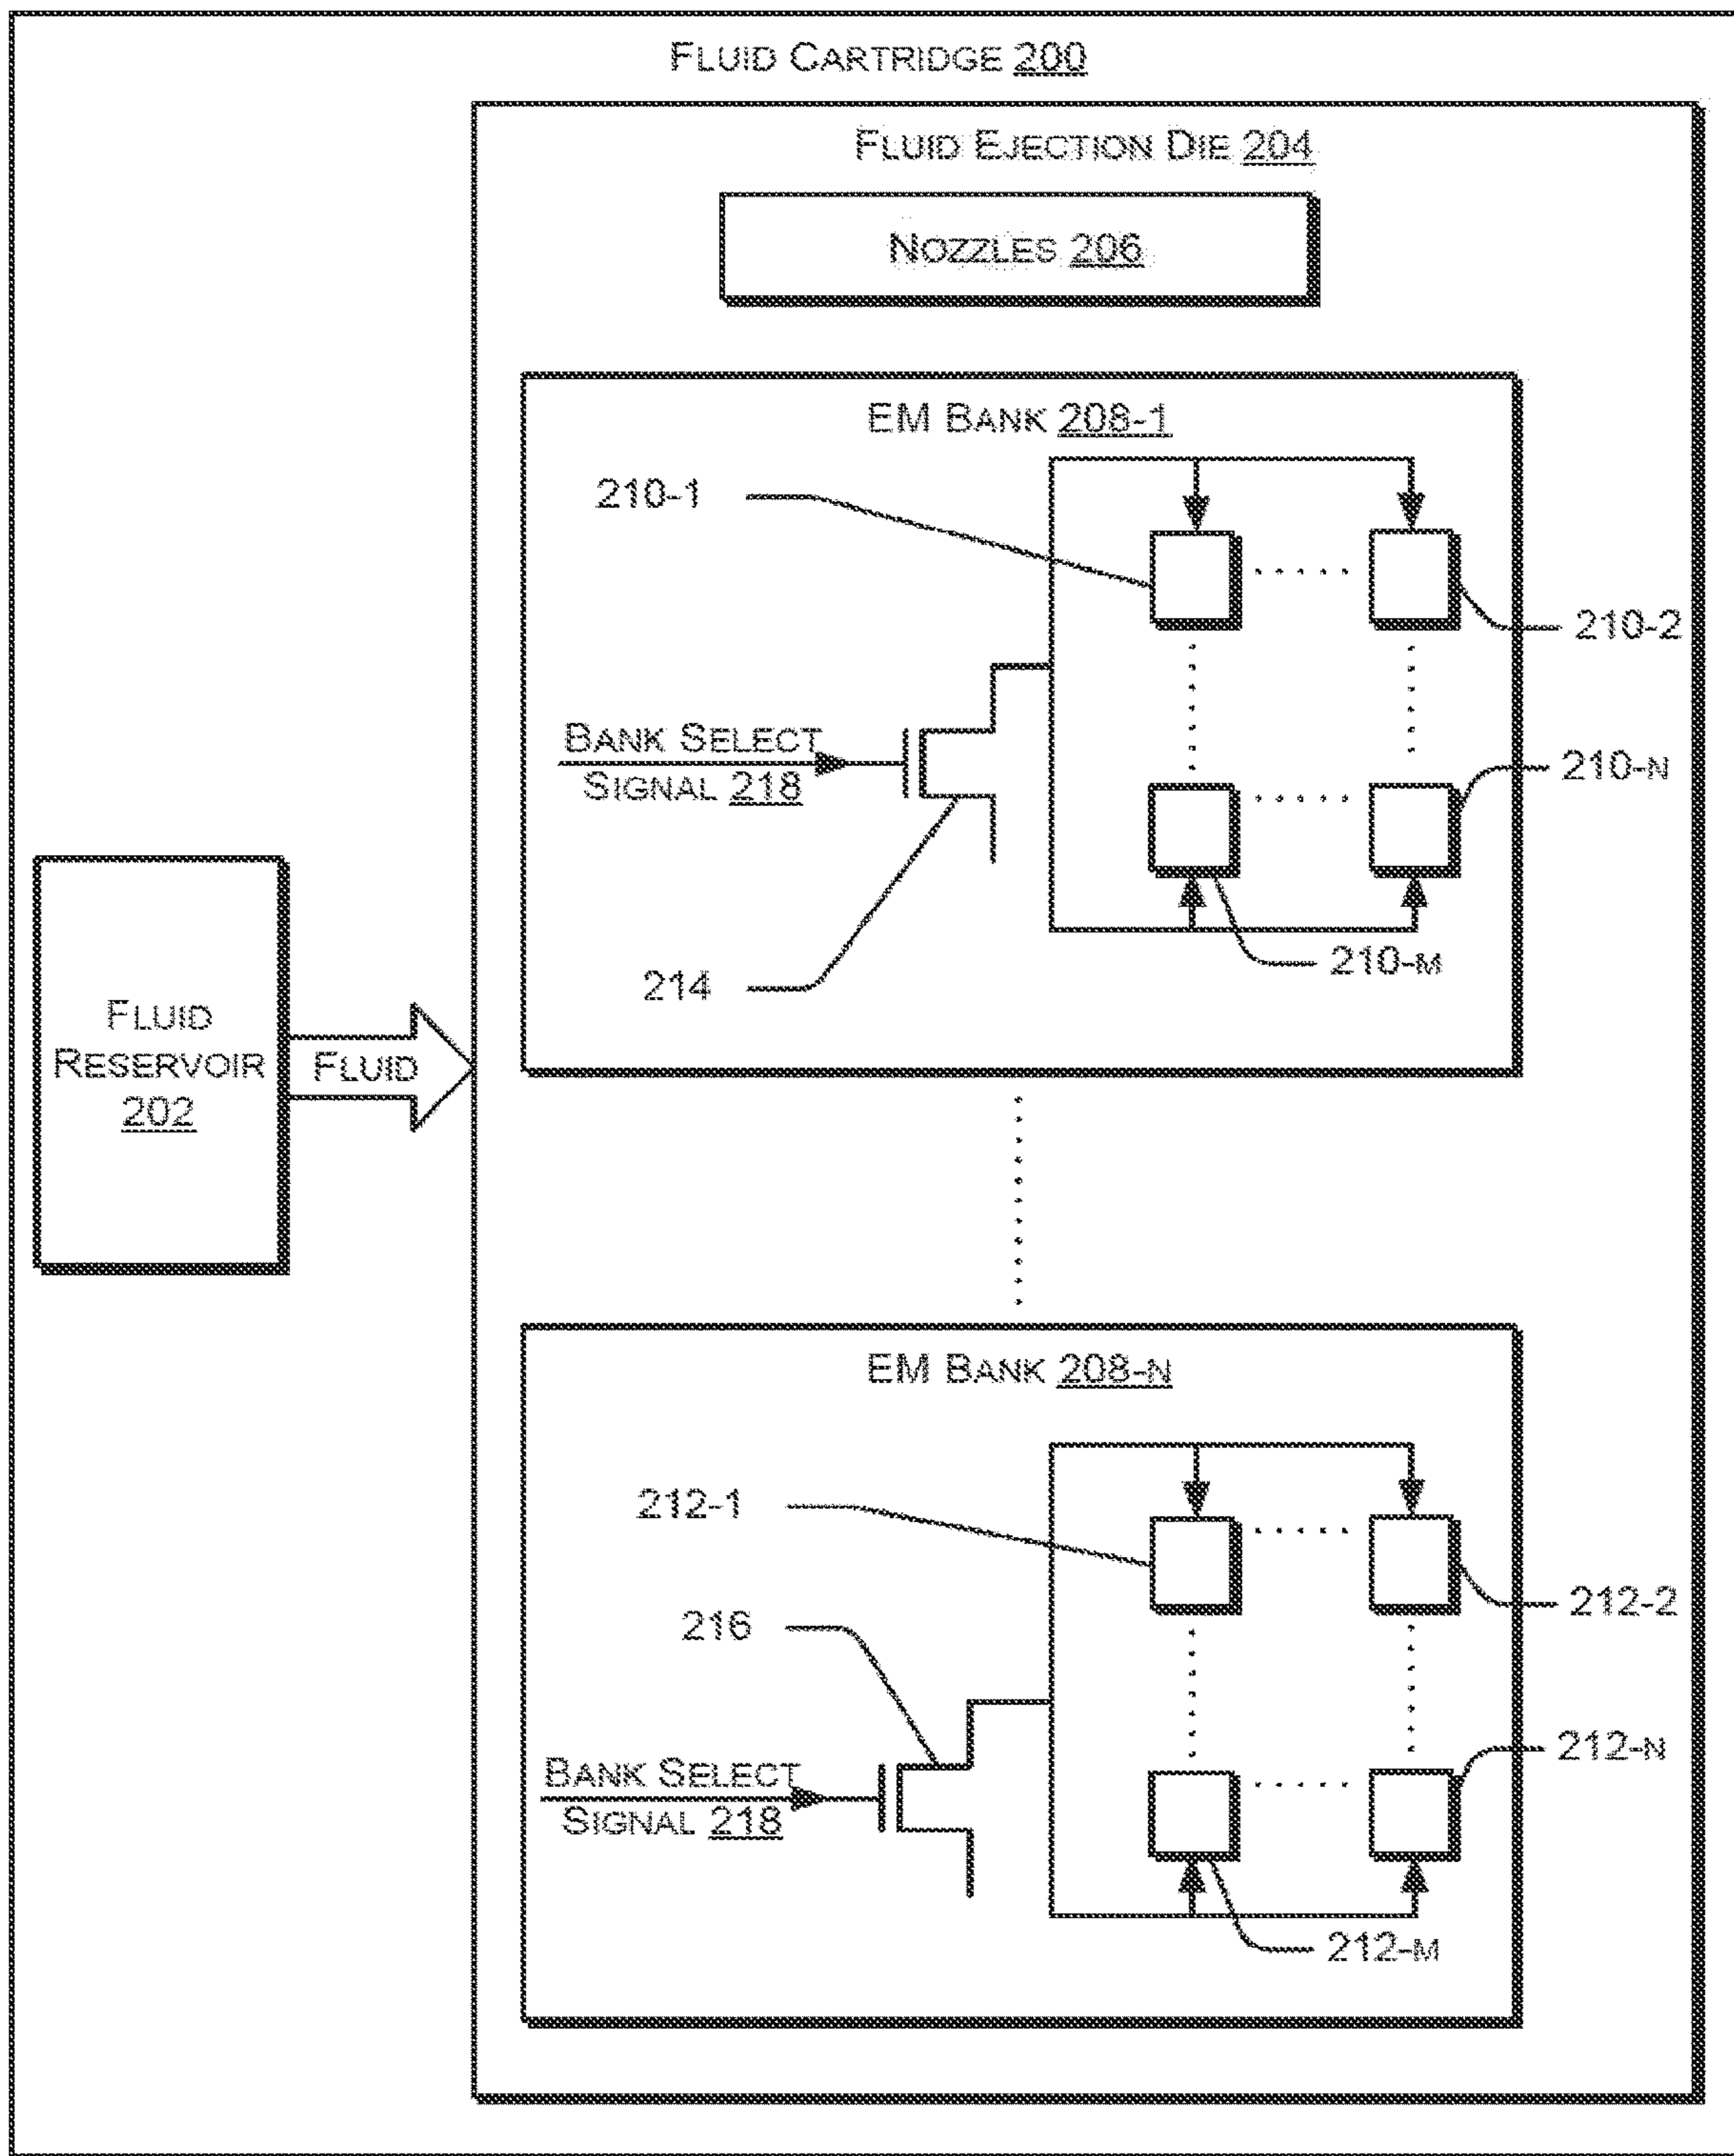 FLUID CARTRIDGE 200
FLUID EJECTION DIE 204
NOZZLES 206
EM BANK 208-1
210-1
210-2
BANK SELECT
SIGNAL 218
210-N
214
210-M
FLUID
RESERVOIR
202
FLUID
EM BANK 208-N
212-1
212-2
216
212-N
BANK SELECT
SIGNAL 218
212-M